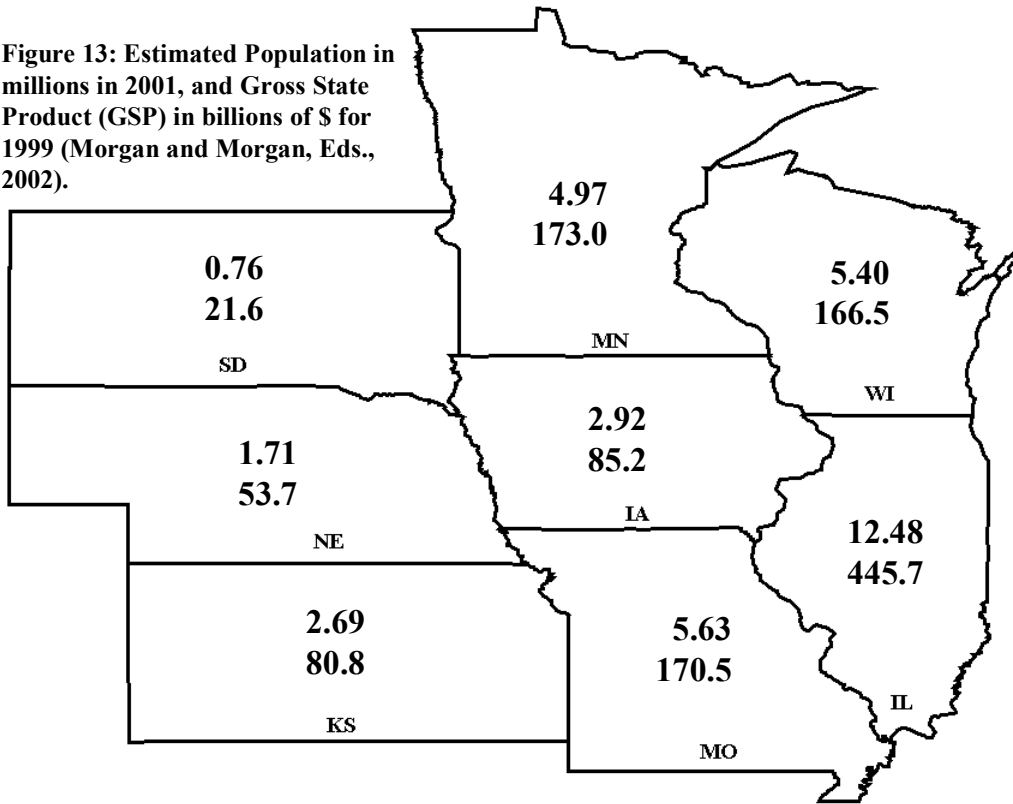 Figure 13: Estimated Population in
millions in 2001, and Gross State
Product (GSP) in billions of $ for
1999 (Morgan and Morgan, Eds.,
2002).
4.97
173.0
MN
0.76
21.6
SD
5.40
166.5
WI
2.92
85.2
IA
1.71
53.7
NE
12.48
445.7
IL
2.69
80.8
KS
5.63
170.5
MO